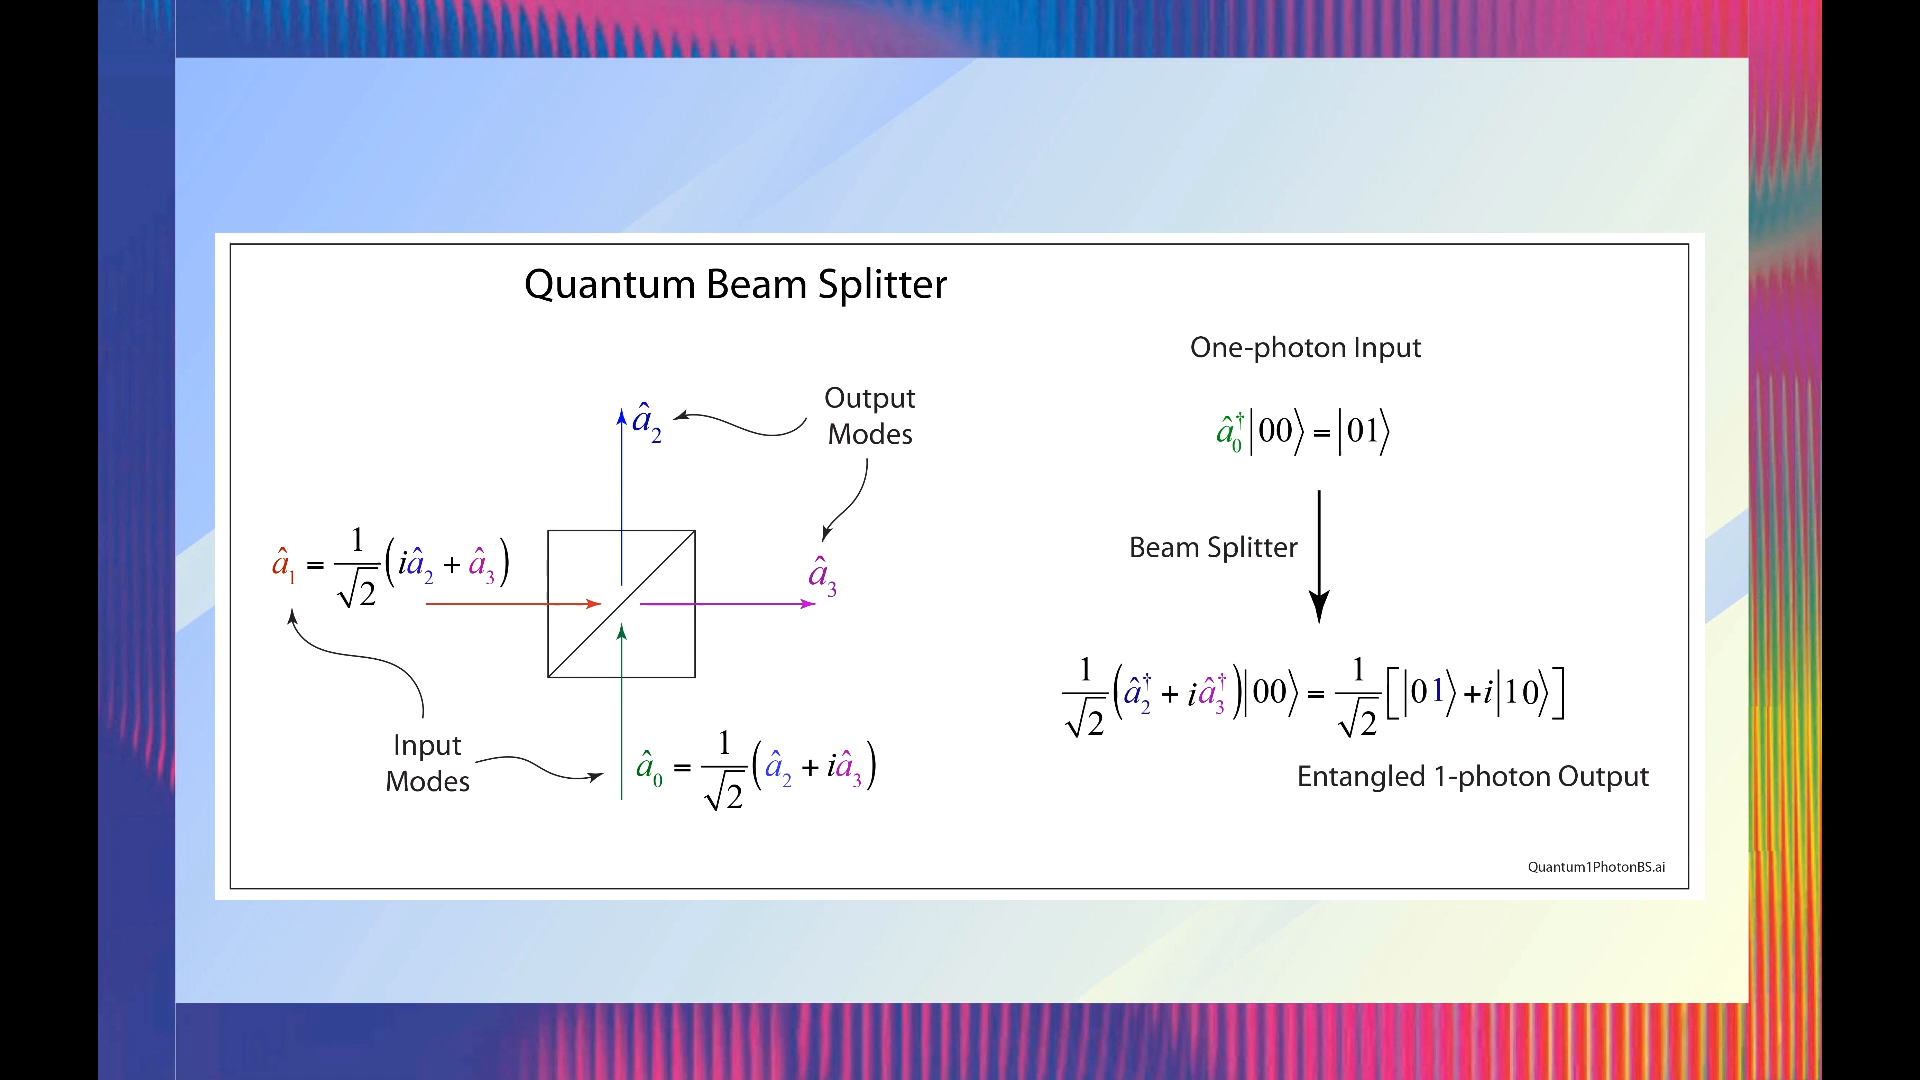 Quantum Beam Splitter
One-photon Input
Output
Modes
â₂
â₀†|00⟩ = |01⟩
â₁ = 1/√2 (iâ₂ + â₃)
â₃
Beam Splitter
1/√2 (â₂† + iâ₃†)|00⟩ = 1/√2 [|01⟩ +i|10⟩]
Input
Modes
â₀ = 1/√2 (â₂ + iâ₃)
Entangled 1-photon Output
Quantum1PhotonBS.ai